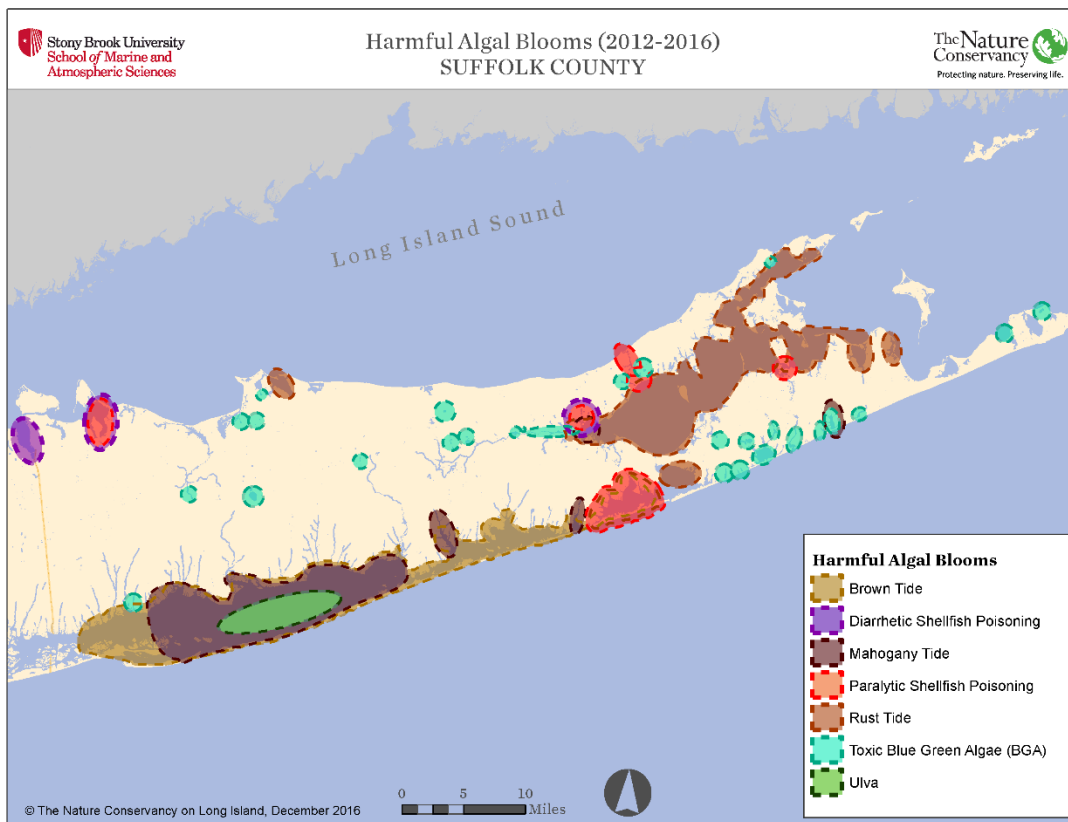 Stony Brook University
School of Marine and
Atmospheric Sciences
Harmful Algal Blooms (2012-2016)
SUFFOLK COUNTY
The Nature
Conservancy
Protecting nature. Preserving life.
Long Island Sound
Harmful Algal Blooms
Brown Tide
Diarrhetic Shellfish Poisoning
Mahogany Tide
Paralytic Shellfish Poisoning
Rust Tide
Toxic Blue Green Algae (BGA)
Ulva
© The Nature Conservancy on Long Island, December 2016
0 5 10
Miles